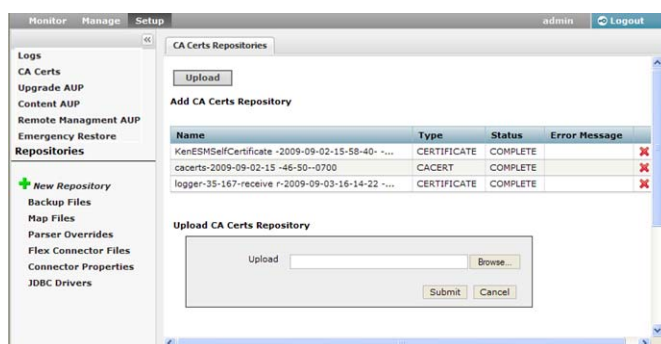 Monitor Manage Setup admin Logout
Logs
CA Certs
Upgrade AUP
Content AUP
Remote Managment AUP
Emergency Restore
Repositories
New Repository
Backup Files
Map Files
Parser Overrides
Flex Connector Files
Connector Properties
JDBC Drivers
CA Certs Repositories
Upload
Add CA Certs Repository
Name Type Status Error Message
KenESMSelfCertificate -2009-09-02-15-58-40- -... CERTIFICATE COMPLETE
cacerts-2009-09-02-15 -46-50--0700 CACERT COMPLETE
logger-35-167-receive r-2009-09-03-16-14-22 -... CERTIFICATE COMPLETE
Upload CA Certs Repository
Upload Browse...
Submit Cancel